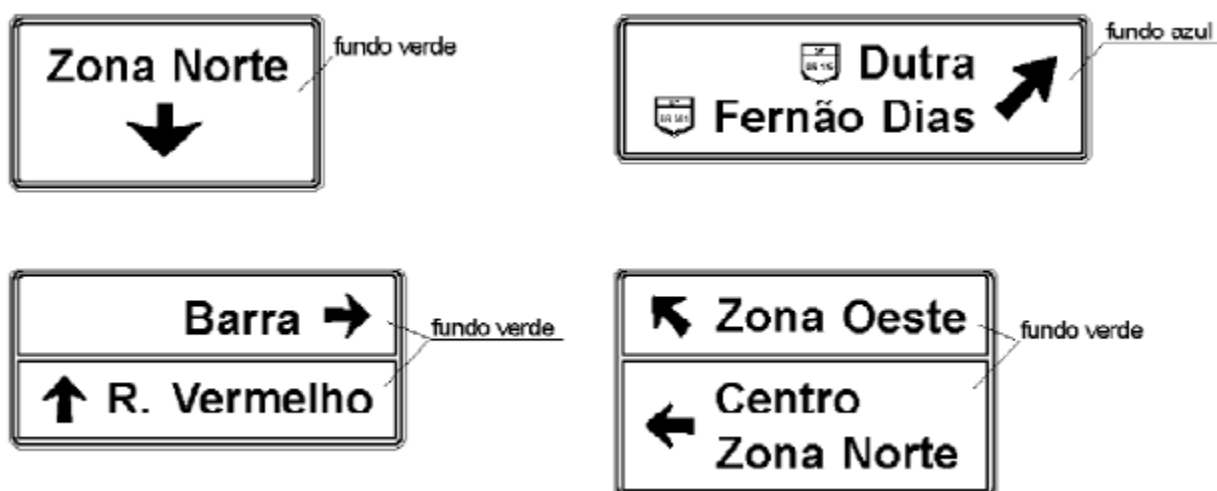 Zona Norte
fundo verde
Dutra
Fernão Dias
fundo azul
Barra
R. Vermelho
fundo verde
Zona Oeste
Centro
Zona Norte
fundo verde